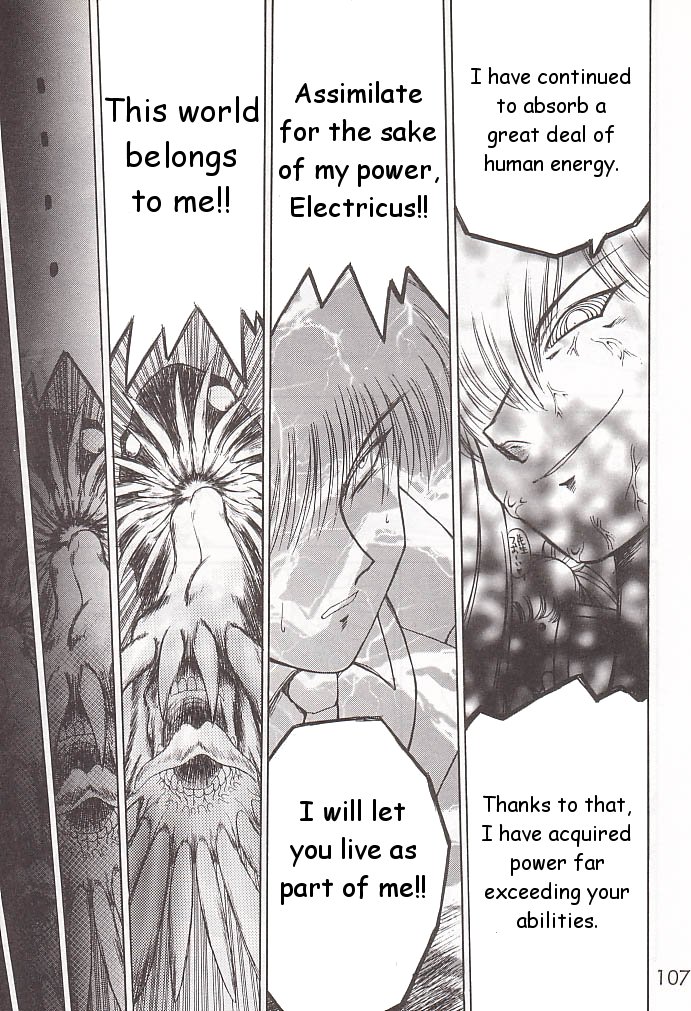 I have continued
to absorb a
great deal of
human energy.
Thanks to that,
I have acquired
power far
exceeding your
abilities.
Assimilate
for the sake
of my power,
Electricus!!
I will let
you live as
part of me!!
This world
belongs
to me!!
107